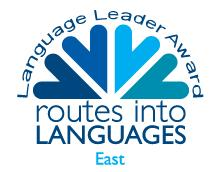 Language Leader Award
routes into
LANGUAGES
East